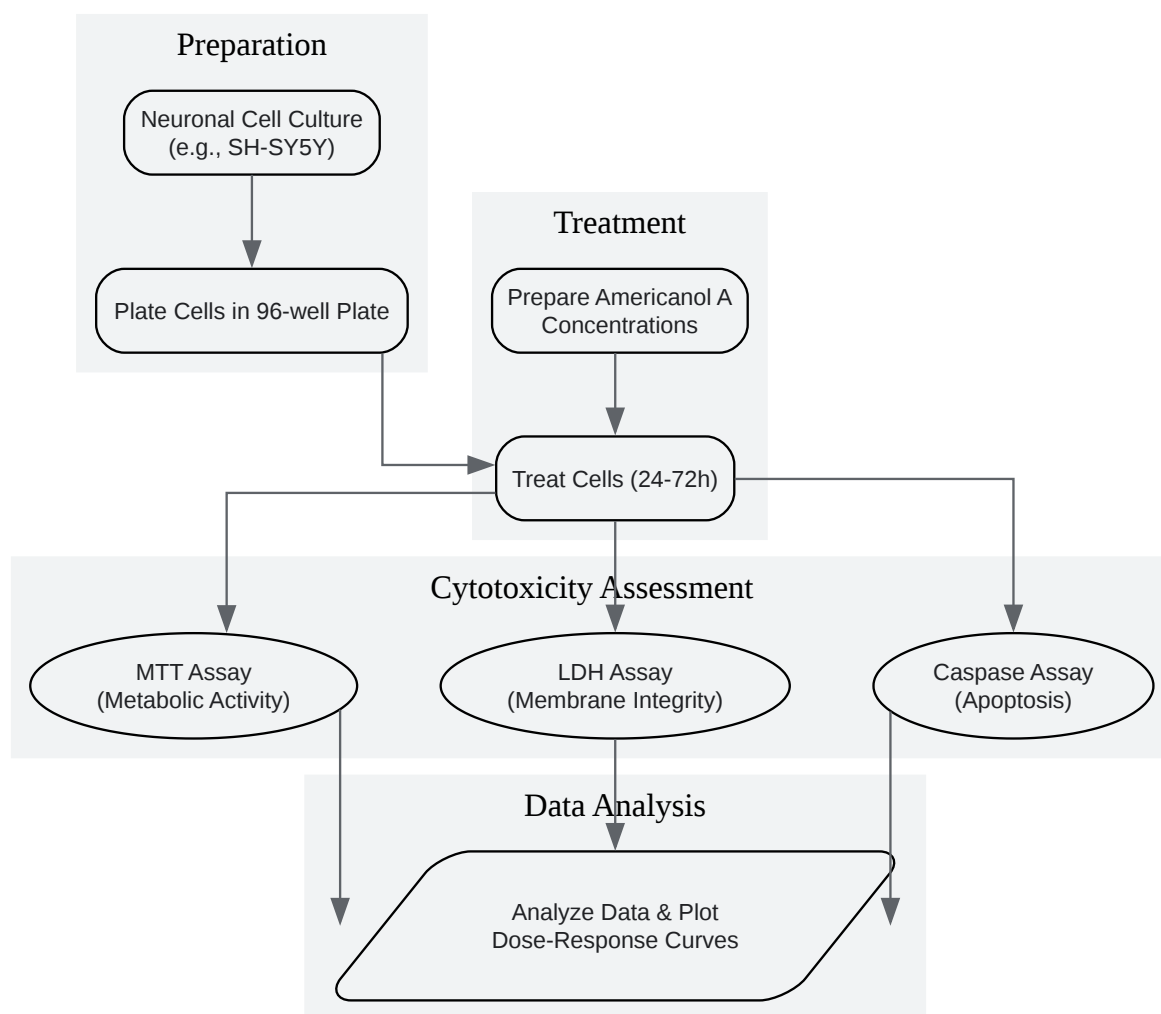 Preparation
Neuronal Cell Culture
(e.g., SH-SY5Y)
Plate Cells in 96-well Plate
Treatment
Prepare Americanol A
Concentrations
Treat Cells (24-72h)
Cytotoxicity Assessment
MTT Assay
(Metabolic Activity)
LDH Assay
(Membrane Integrity)
Caspase Assay
(Apoptosis)
Data Analysis
Analyze Data & Plot
Dose-Response Curves